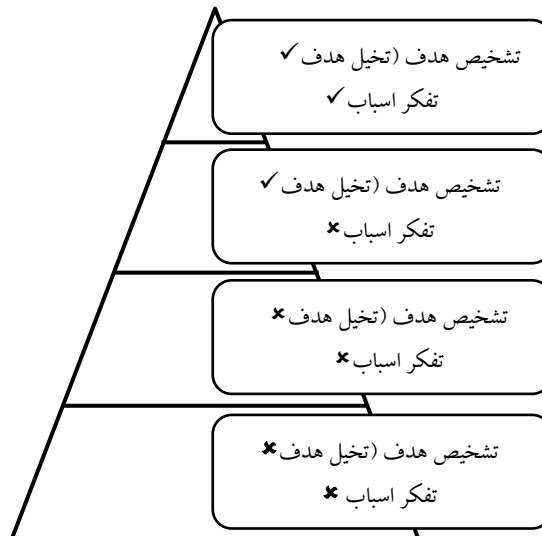 تشخیص هدف (تخیل هدف ✓
تفکر اسباب ✓
تشخیص هدف (تخیل هدف ✓
تفکر اسباب ✘
تشخیص هدف (تخیل هدف ✘
تفکر اسباب ✘
تشخیص هدف (تخیل هدف ✘
تفکر اسباب ✘